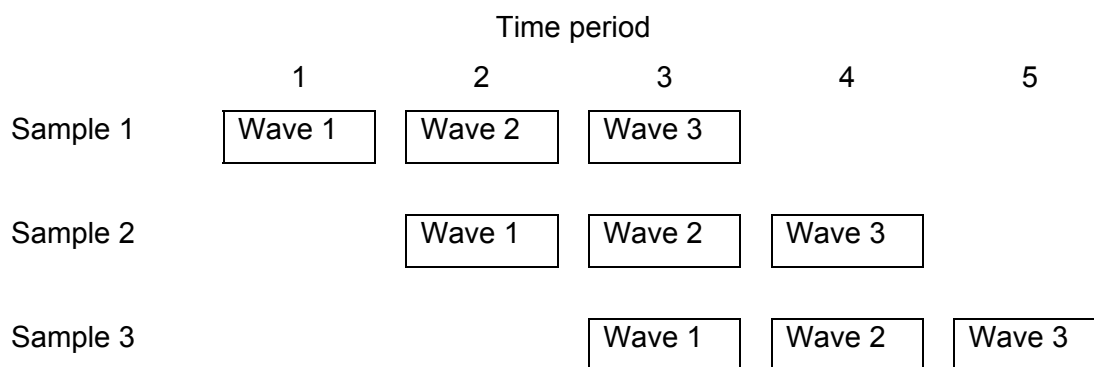 Time period
1 2 3 4 5
Sample 1 Wave 1 Wave 2 Wave 3
Sample 2 Wave 1 Wave 2 Wave 3
Sample 3 Wave 1 Wave 2 Wave 3